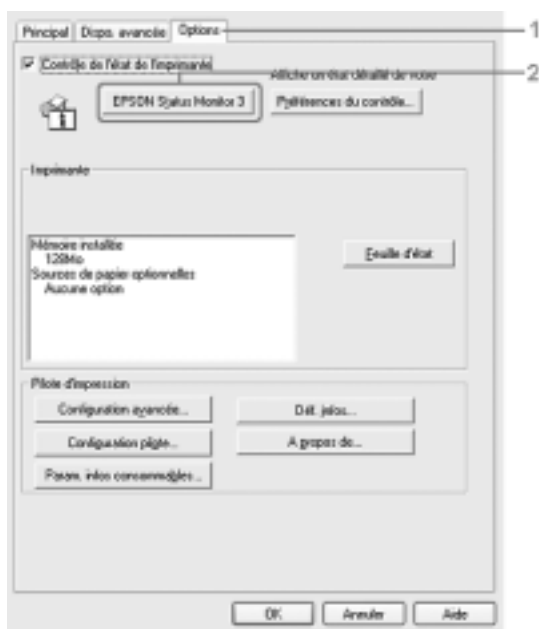 Principal Dispo. avancée Options
1
Contrôle de l'état de l'imprimante
2
Affiche un état détaillé de
EPSON Status Monitor 3
Préférences du contrôle...
Imprimante
Mémoire installée
128Mo
Sources de papier optionnelles
Aucune option
Feuille d'état
Pilote d'impression
Configuration avancée...
Déf. infos...
Configuration pilote...
A propos de...
Param. infos consommables...
OK
Annuler
Aide